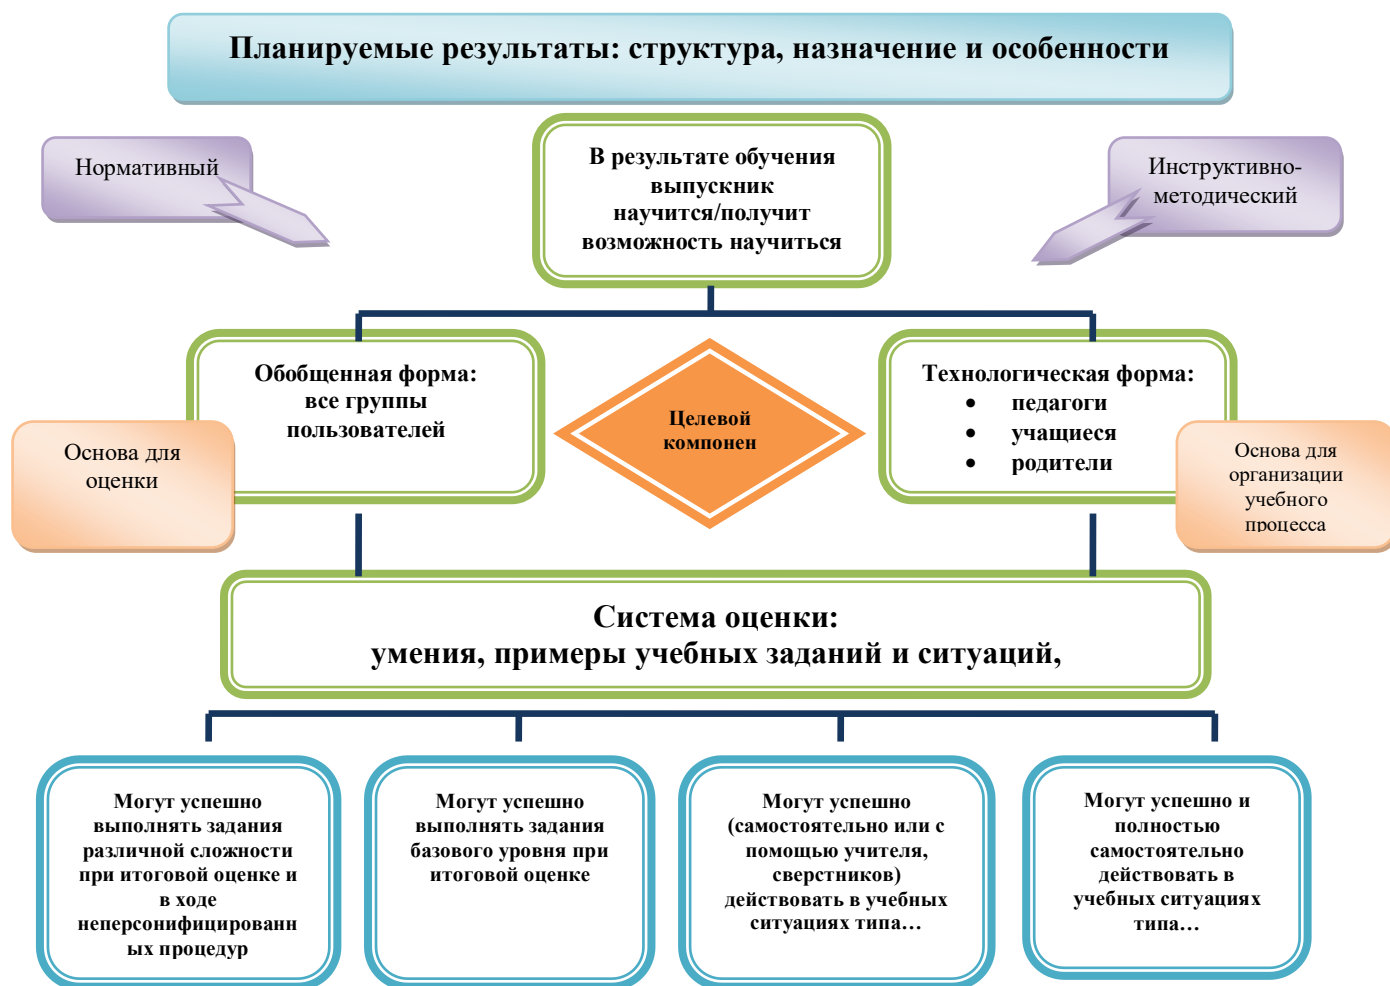 Планируемые результаты: структура, назначение и особенности
Нормативный
В результате обучения
выпускник
научится/получит
возможность научиться
Инструктивно-
методический
Обобщенная форма:
все группы
пользователей
Целевой
компонен
Технологическая форма:
• педагоги
• учащиеся
• родители
Основа для
оценки
Основа для
организации
учебного
процесса
Система оценки:
умения, примеры учебных заданий и ситуаций,
Могут успешно
выполнять задания
различной сложности
при итоговой оценке и
в ходе
неперсонифицированн
ых процедур
Могут успешно
выполнять задания
базового уровня при
итоговой оценке
Могут успешно
(самостоятельно или с
помощью учителя,
сверстников)
действовать в учебных
ситуациях типа…
Могут успешно и
полностью
самостоятельно
действовать в
учебных ситуациях
типа…